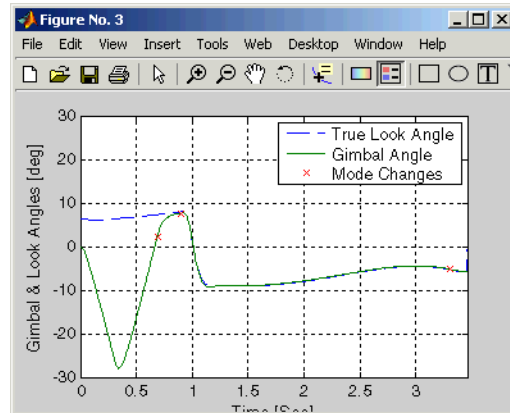 Figure No. 3
File Edit View Insert Tools Web Desktop Window Help
T
True Look Angle
Gimbal Angle
Mode Changes
Gimbal & Look Angles [deg]
30
20
10
0
-10
-20
-30
0 0.5 1 1.5 2 2.5 3
Time [Sec]